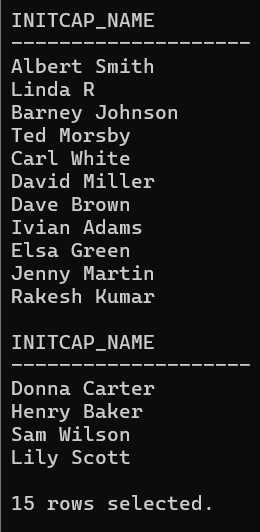 INITCAP_NAME
--------------------
Albert Smith
Linda R
Barney Johnson
Ted Morsby
Carl White
David Miller
Dave Brown
Ivian Adams
Elsa Green
Jenny Martin
Rakesh Kumar
INITCAP_NAME
--------------------
Donna Carter
Henry Baker
Sam Wilson
Lily Scott
15 rows selected.